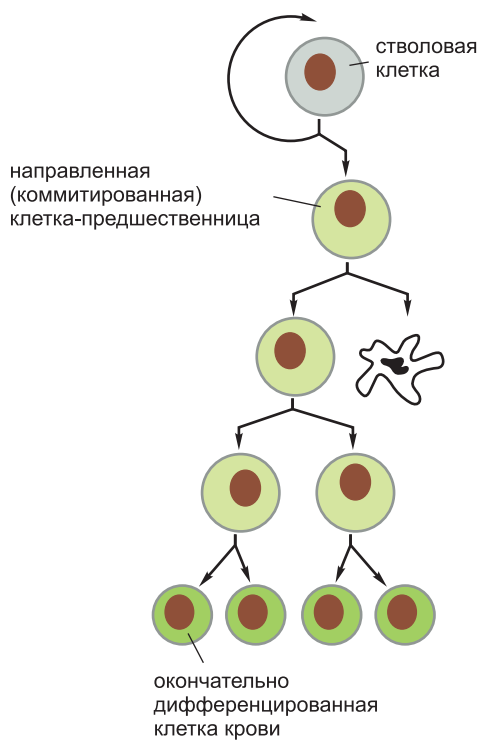 стволовая
клетка
направленная
(коммитированная)
клетка-предшественница
окончательно
дифференцированная
клетка крови